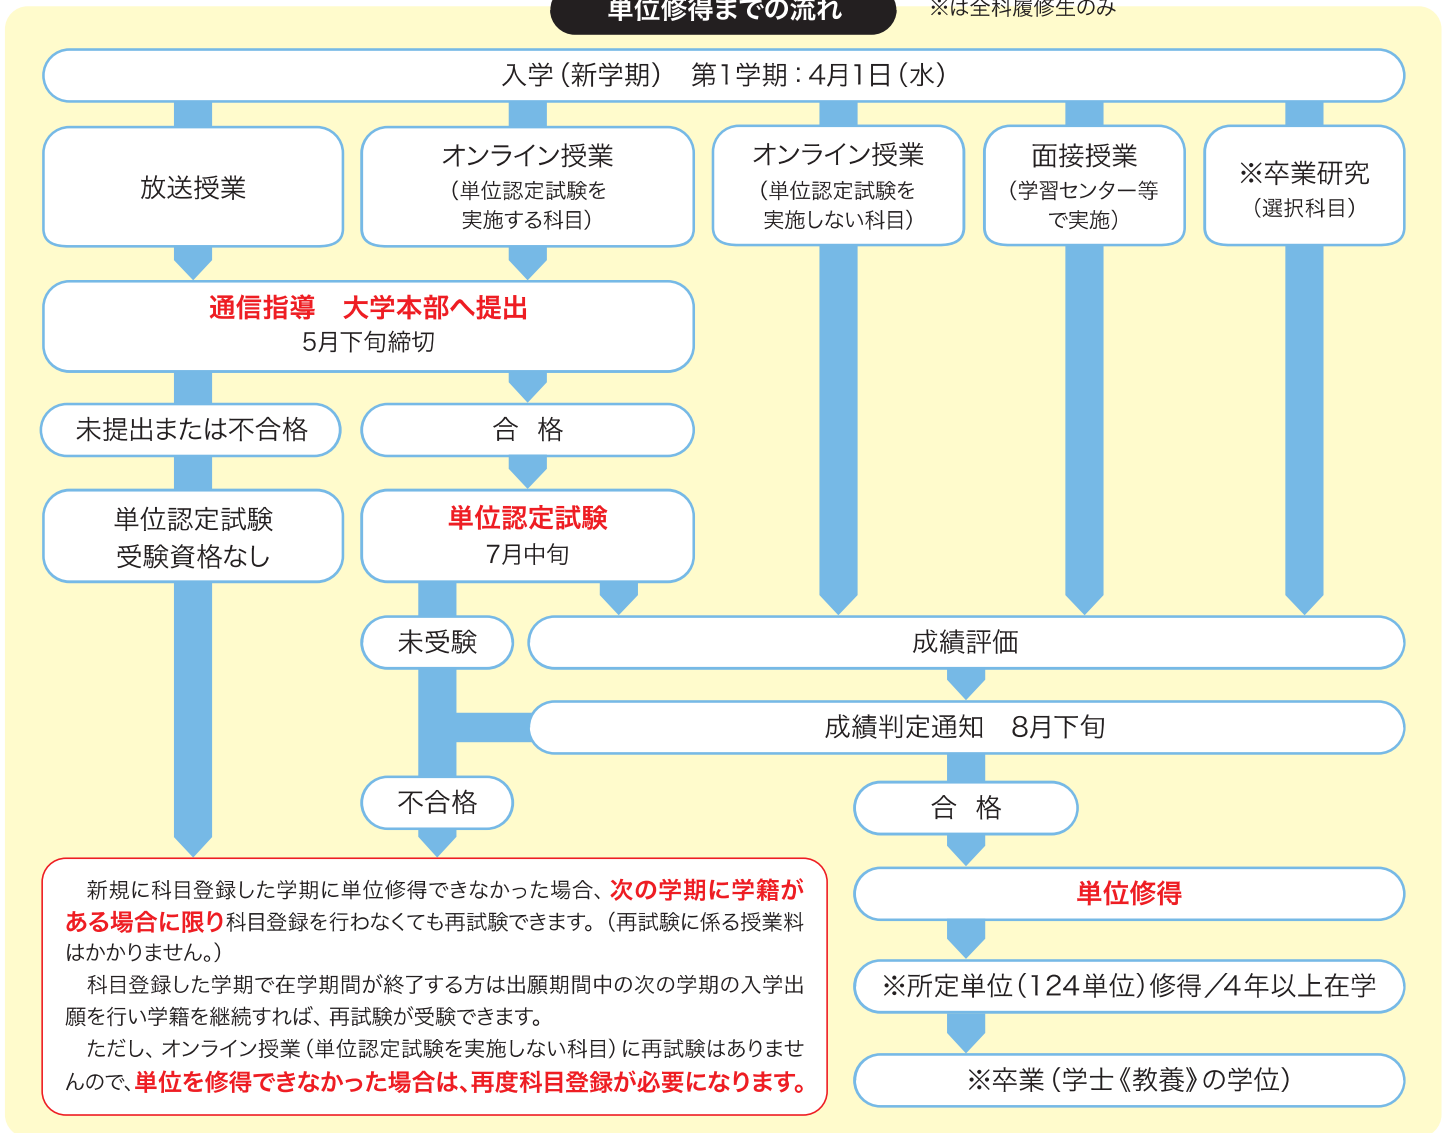 単位修得までの流れ
※は全科履修生のみ
入学（新学期）　第1学期：4月1日（水）
放送授業
オンライン授業
（単位認定試験を
実施する科目）
オンライン授業
（単位認定試験を
実施しない科目）
面接授業
（学習センター等
で実施）
※卒業研究
（選択科目）
通信指導　大学本部へ提出
5月下旬締切
未提出または不合格
合　格
単位認定試験
受験資格なし
単位認定試験
7月中旬
未受験
成績評価
成績判定通知　8月下旬
不合格
合　格
単位修得
※所定単位（124単位）修得／4年以上在学
※卒業（学士《教養》の学位）
　新規に科目登録した学期に単位修得できなかった場合、次の学期に学籍が
ある場合に限り科目登録を行わなくても再試験できます。（再試験に係る授業料
はかかりません。）
　科目登録した学期で在学期間が終了する方は出願期間中の次の学期の入学出
願を行い学籍を継続すれば、再試験が受験できます。
　ただし、オンライン授業（単位認定試験を実施しない科目）に再試験はありませ
んので、単位を修得できなかった場合は、再度科目登録が必要になります。